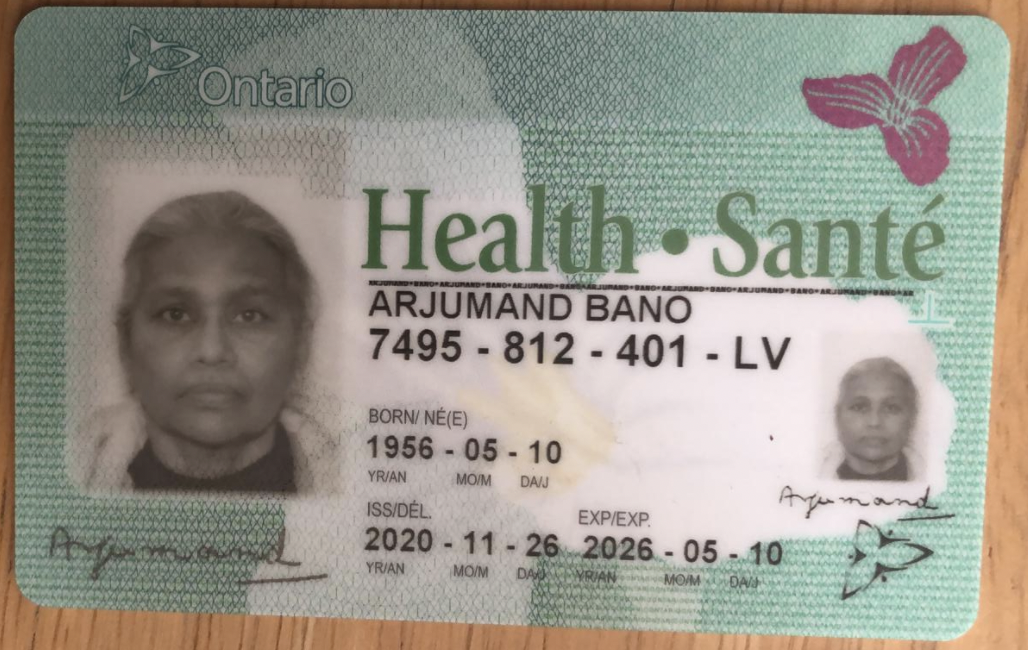 Ontario
Health • Santé
ARJUMAND•BANO•ARJUMAND•BANO•ARJUMAND•BANO•ARJUMAND•BANO•ARJUMAND•BANO•ARJUMAND•BANO•AR
ARJUMAND BANO
7495 - 812 - 401 - LV
BORN/ NÉ(E)
1956 - 05 - 10
YR/AN MO/M DA/J
Arjumand
ISS/DÉL. EXP/EXP.
2020 - 11 - 26 2026 - 05 - 10
YR/AN MO/M DA/J YR/AN MO/M DA/J
Arjumand